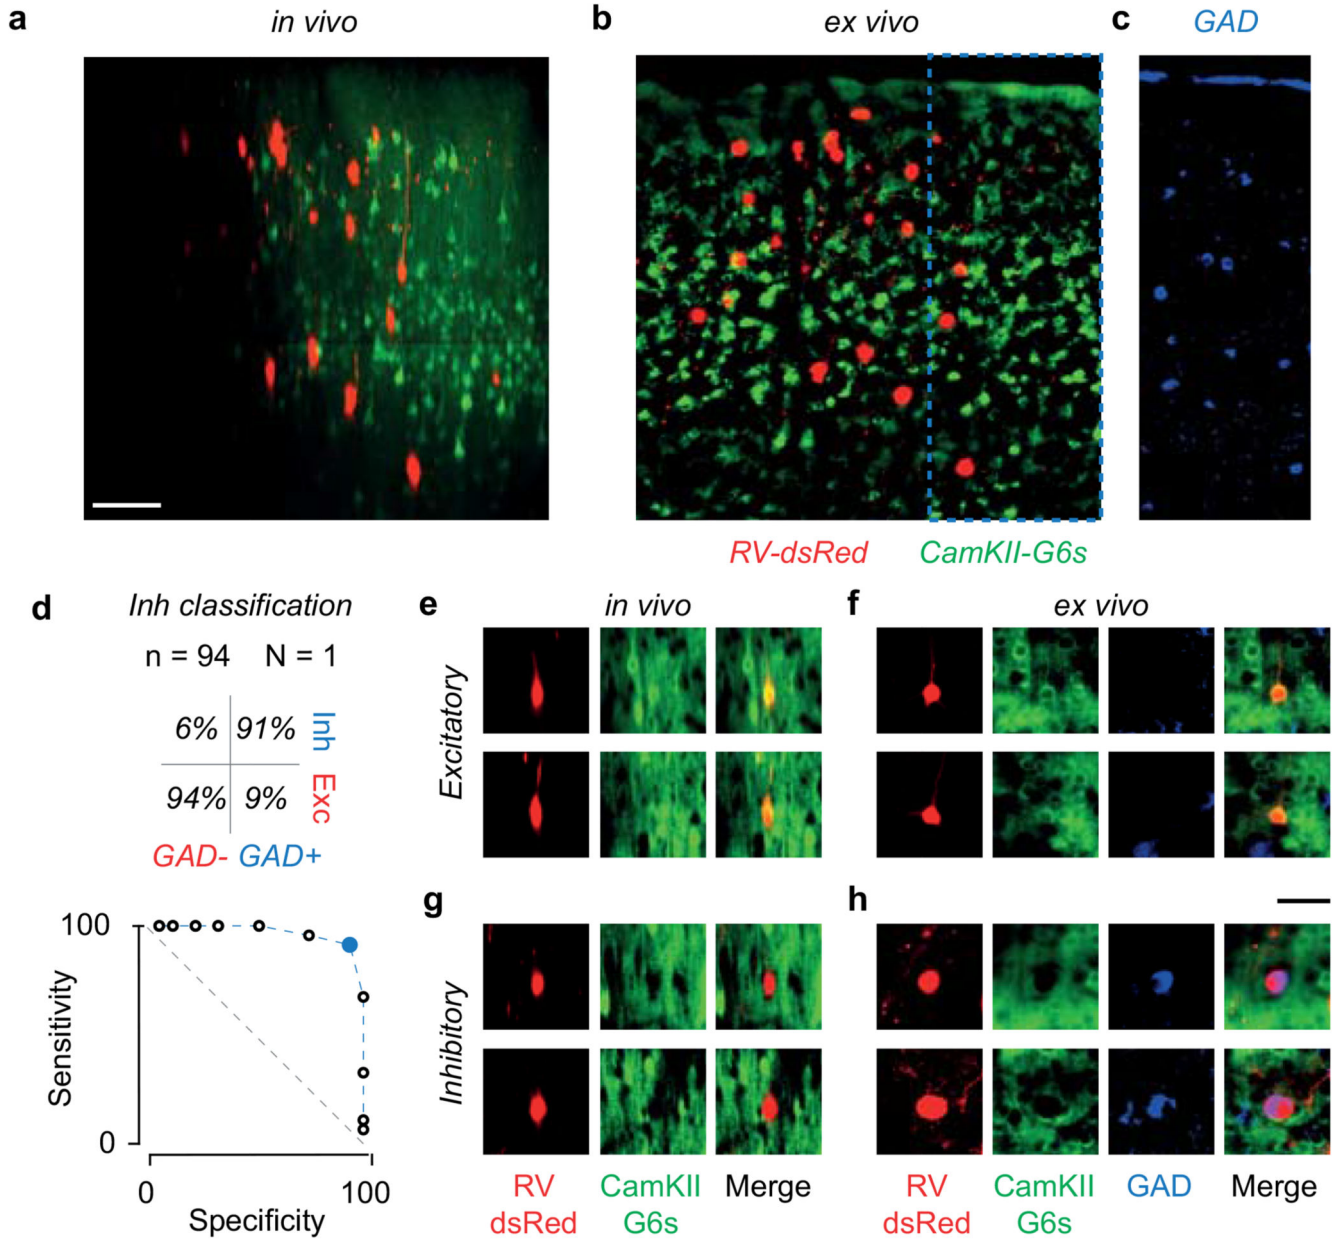 a in vivo b ex vivo c GAD
RV-dsRed CamKII-G6s
d Inh classification
n = 94 N = 1
6% 91% Inh
94% 9% Exc
GAD- GAD+
100
Sensitivity
0
0 100
Specificity
e in vivo f ex vivo
Excitatory
g h
Inhibitory
RV CamKII Merge RV CamKII GAD Merge
dsRed G6s dsRed G6s